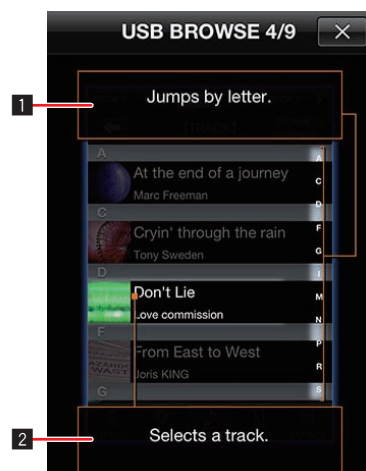 USB BROWSE 4/9
1
Jumps by letter.
[TRACK]
A
At the end of a journey
Marc Freeman
C
Cryin' through the rain
Tony Sweden
D
Don't Lie
Love commission
F
From East to West
Joris KING
G
A
C
D
F
G
I
M
N
P
R
S
2
Selects a track.